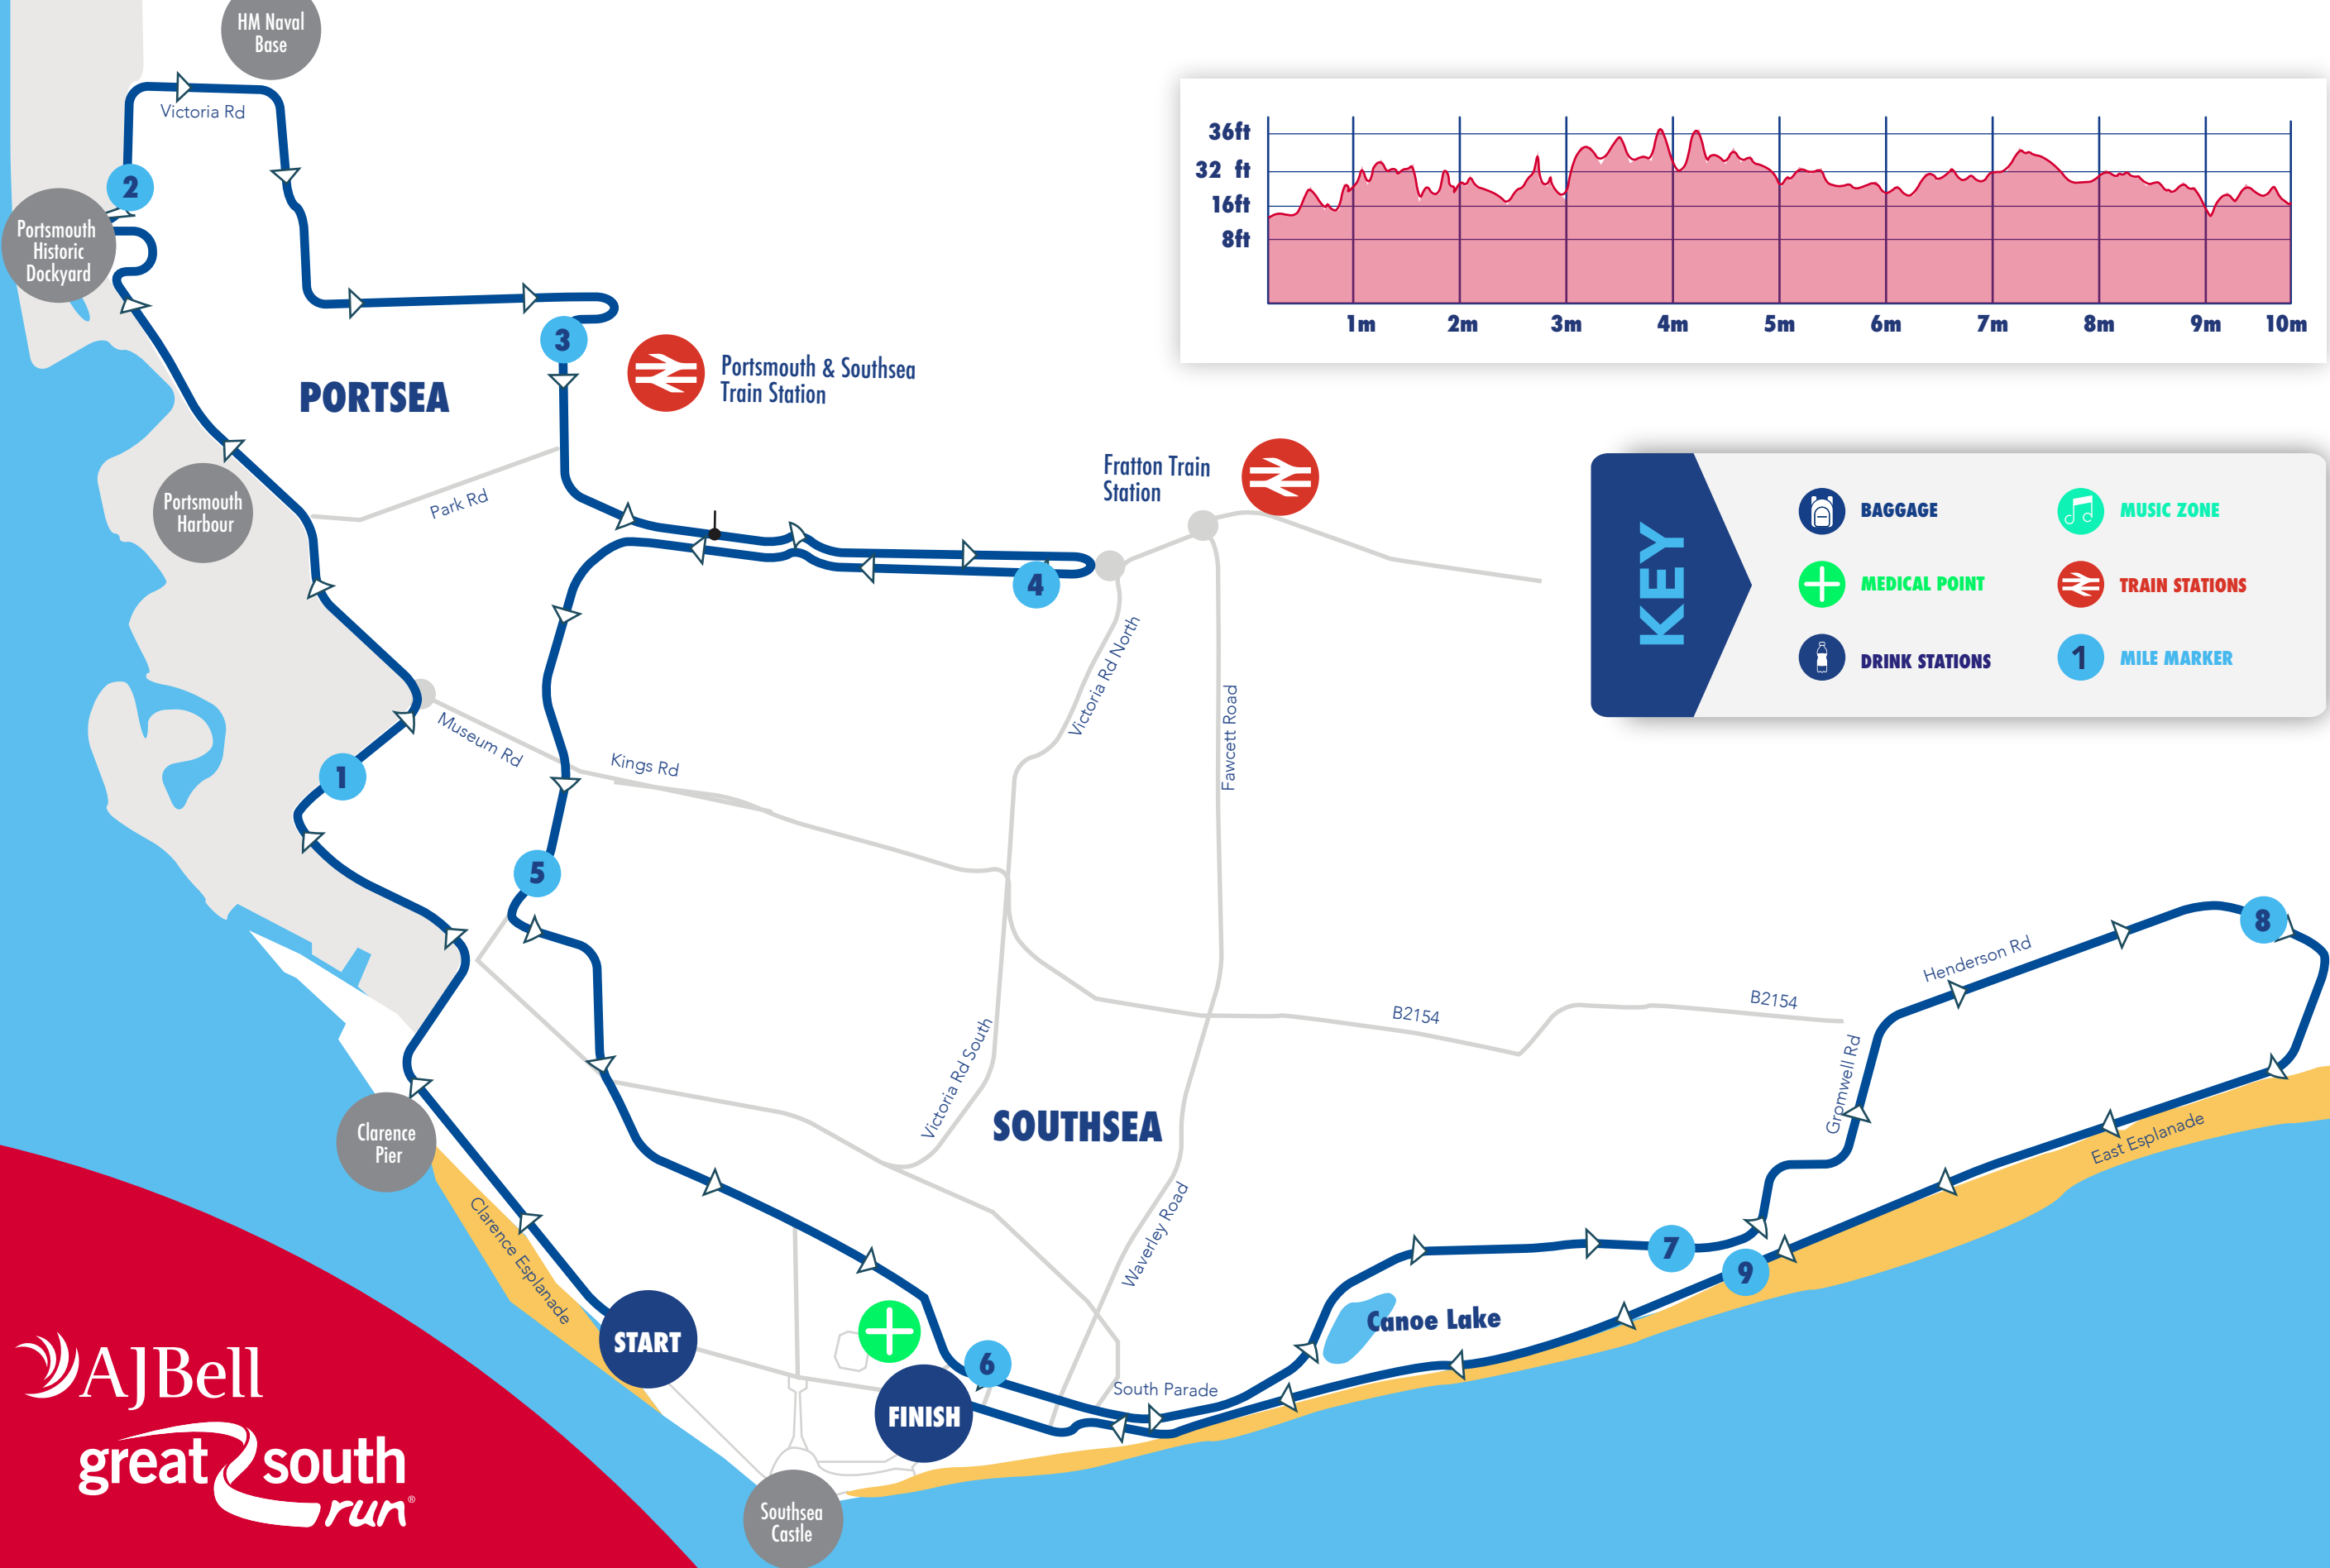 HM Naval
Base
Victoria Rd
2
Portsmouth
Historic
Dockyard
3
Portmouth & Southsea
Train Station
PORTSEA
Park Rd
Portsmouth
Harbour
Fratton Train
Station
4
Victoria Rd North
Fawcett Road
Museum Rd
Kings Rd
1
5
36ft
32 ft
16ft
8ft
1m
2m
3m
4m
5m
6m
7m
8m
9m
10m
KEY
BAGGAGE
MEDICAL POINT
DRINK STATIONS
MUSIC ZONE
TRAIN STATIONS
1
MILE MARKER
8
Henderson Rd
B2154
B2154
Gromwell Rd
Victoria Rd South
SOUTHSEA
East Esplanade
Clarence
Pier
Clarence Esplanade
Waverley Road
7
9
Canoe Lake
START
6
South Parade
FINISH
Southsea
Castle
AJBell
great south
run®